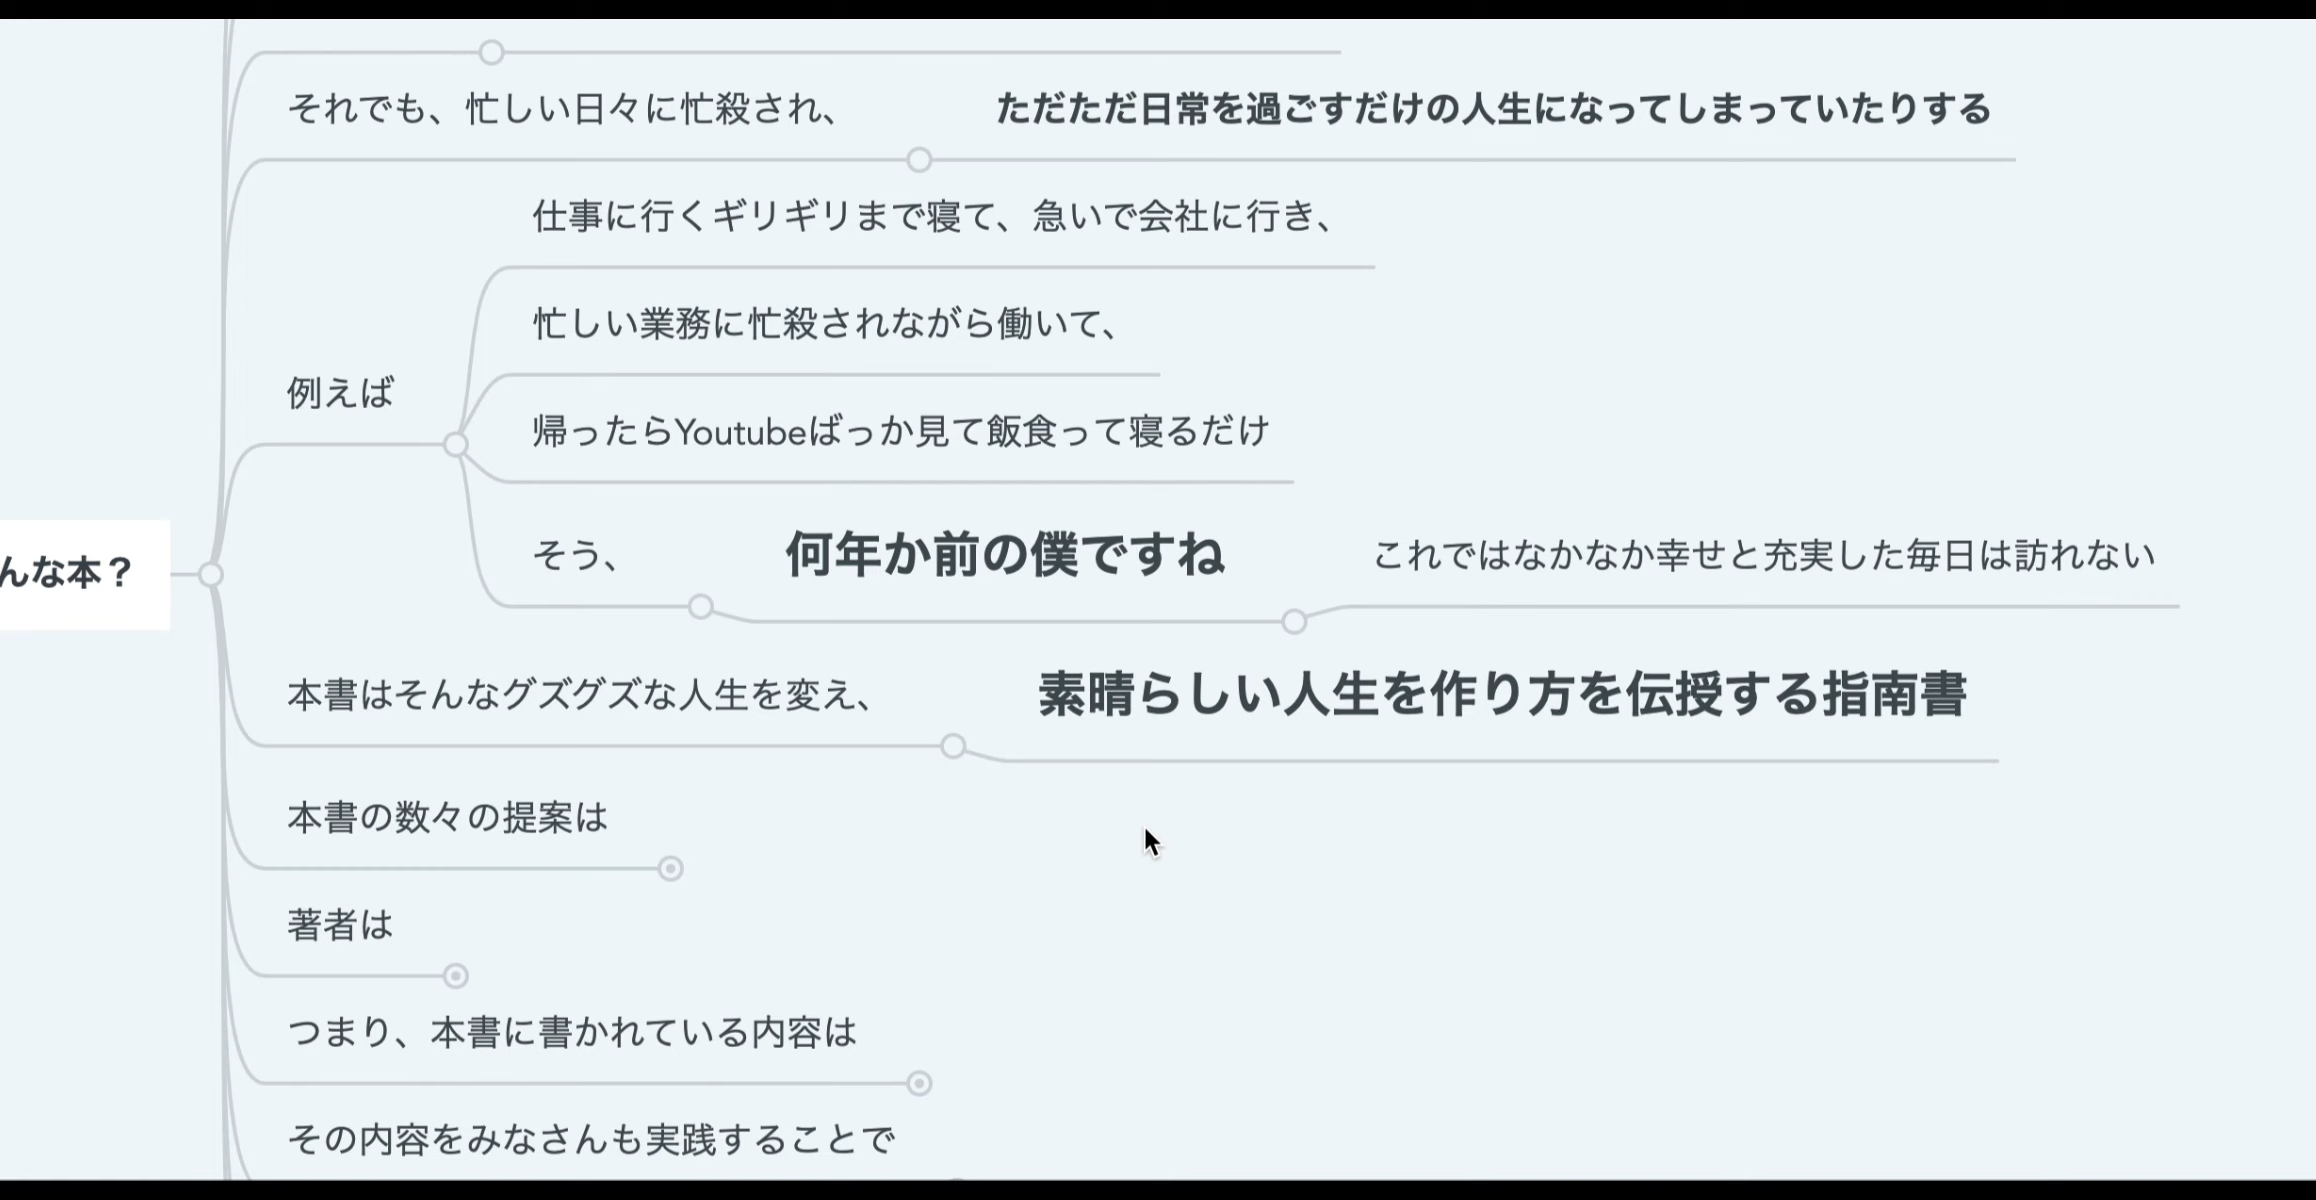 それでも、忙しい日々に忙殺され、 ただただ日常を過ごすだけの人生になってしまっていたりする
仕事に行くギリギリまで寝て、急いで会社に行き、
忙しい業務に忙殺されながら働いて、
例えば
帰ったらYoutubeばっか見て飯食って寝るだけ
そう、 何年か前の僕ですね これではなかなか幸せと充実した毎日は訪れない
んな本？
本書はそんなグズグズな人生を変え、 素晴らしい人生を作り方を伝授する指南書
本書の数々の提案は
著者は
つまり、本書に書かれている内容は
その内容をみなさんも実践することで